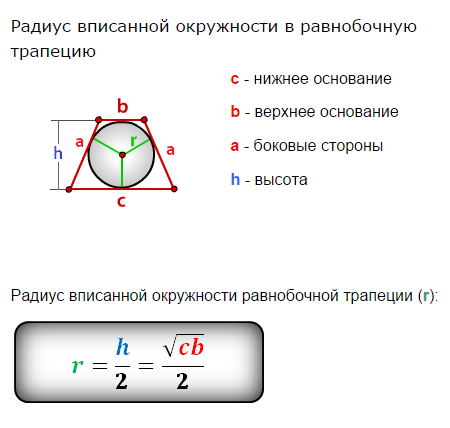 Радиус вписанной окружности в равнобочную
трапецию
c - нижнее основание
b - верхнее основание
a - боковые стороны
h - высота
b
a
r
a
h
c
Радиус вписанной окружности равнобочной трапеции (r):
r = h/2 = √cb/2